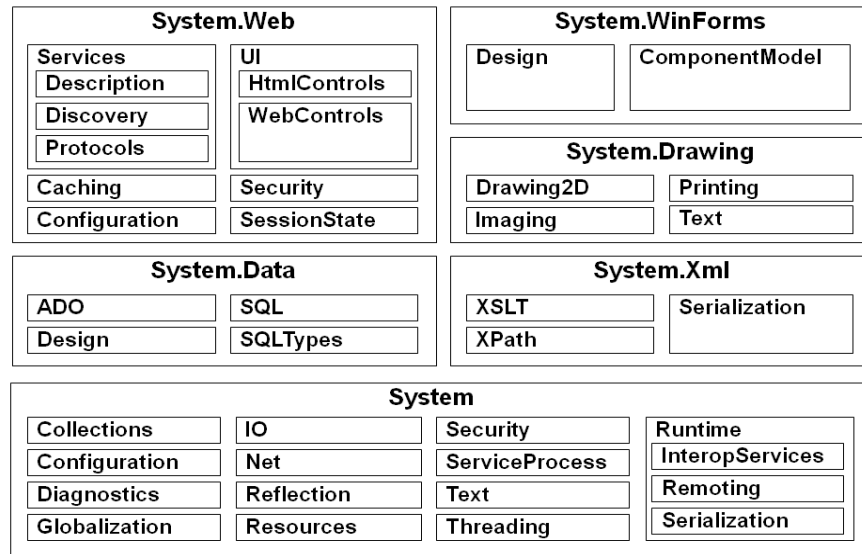 System.Web
Services
Description
Discovery
Protocols
UI
HtmlControls
WebControls
Caching
Configuration
Security
SessionState
System.WinForms
Design
ComponentModel
System.Drawing
Drawing2D
Imaging
Printing
Text
System.Data
ADO
Design
SQL
SQLTypes
System.Xml
XSLT
XPath
Serialization
System
Collections
Configuration
Diagnostics
Globalization
IO
Net
Reflection
Resources
Security
ServiceProcess
Text
Threading
Runtime
InteropServices
Remoting
Serialization